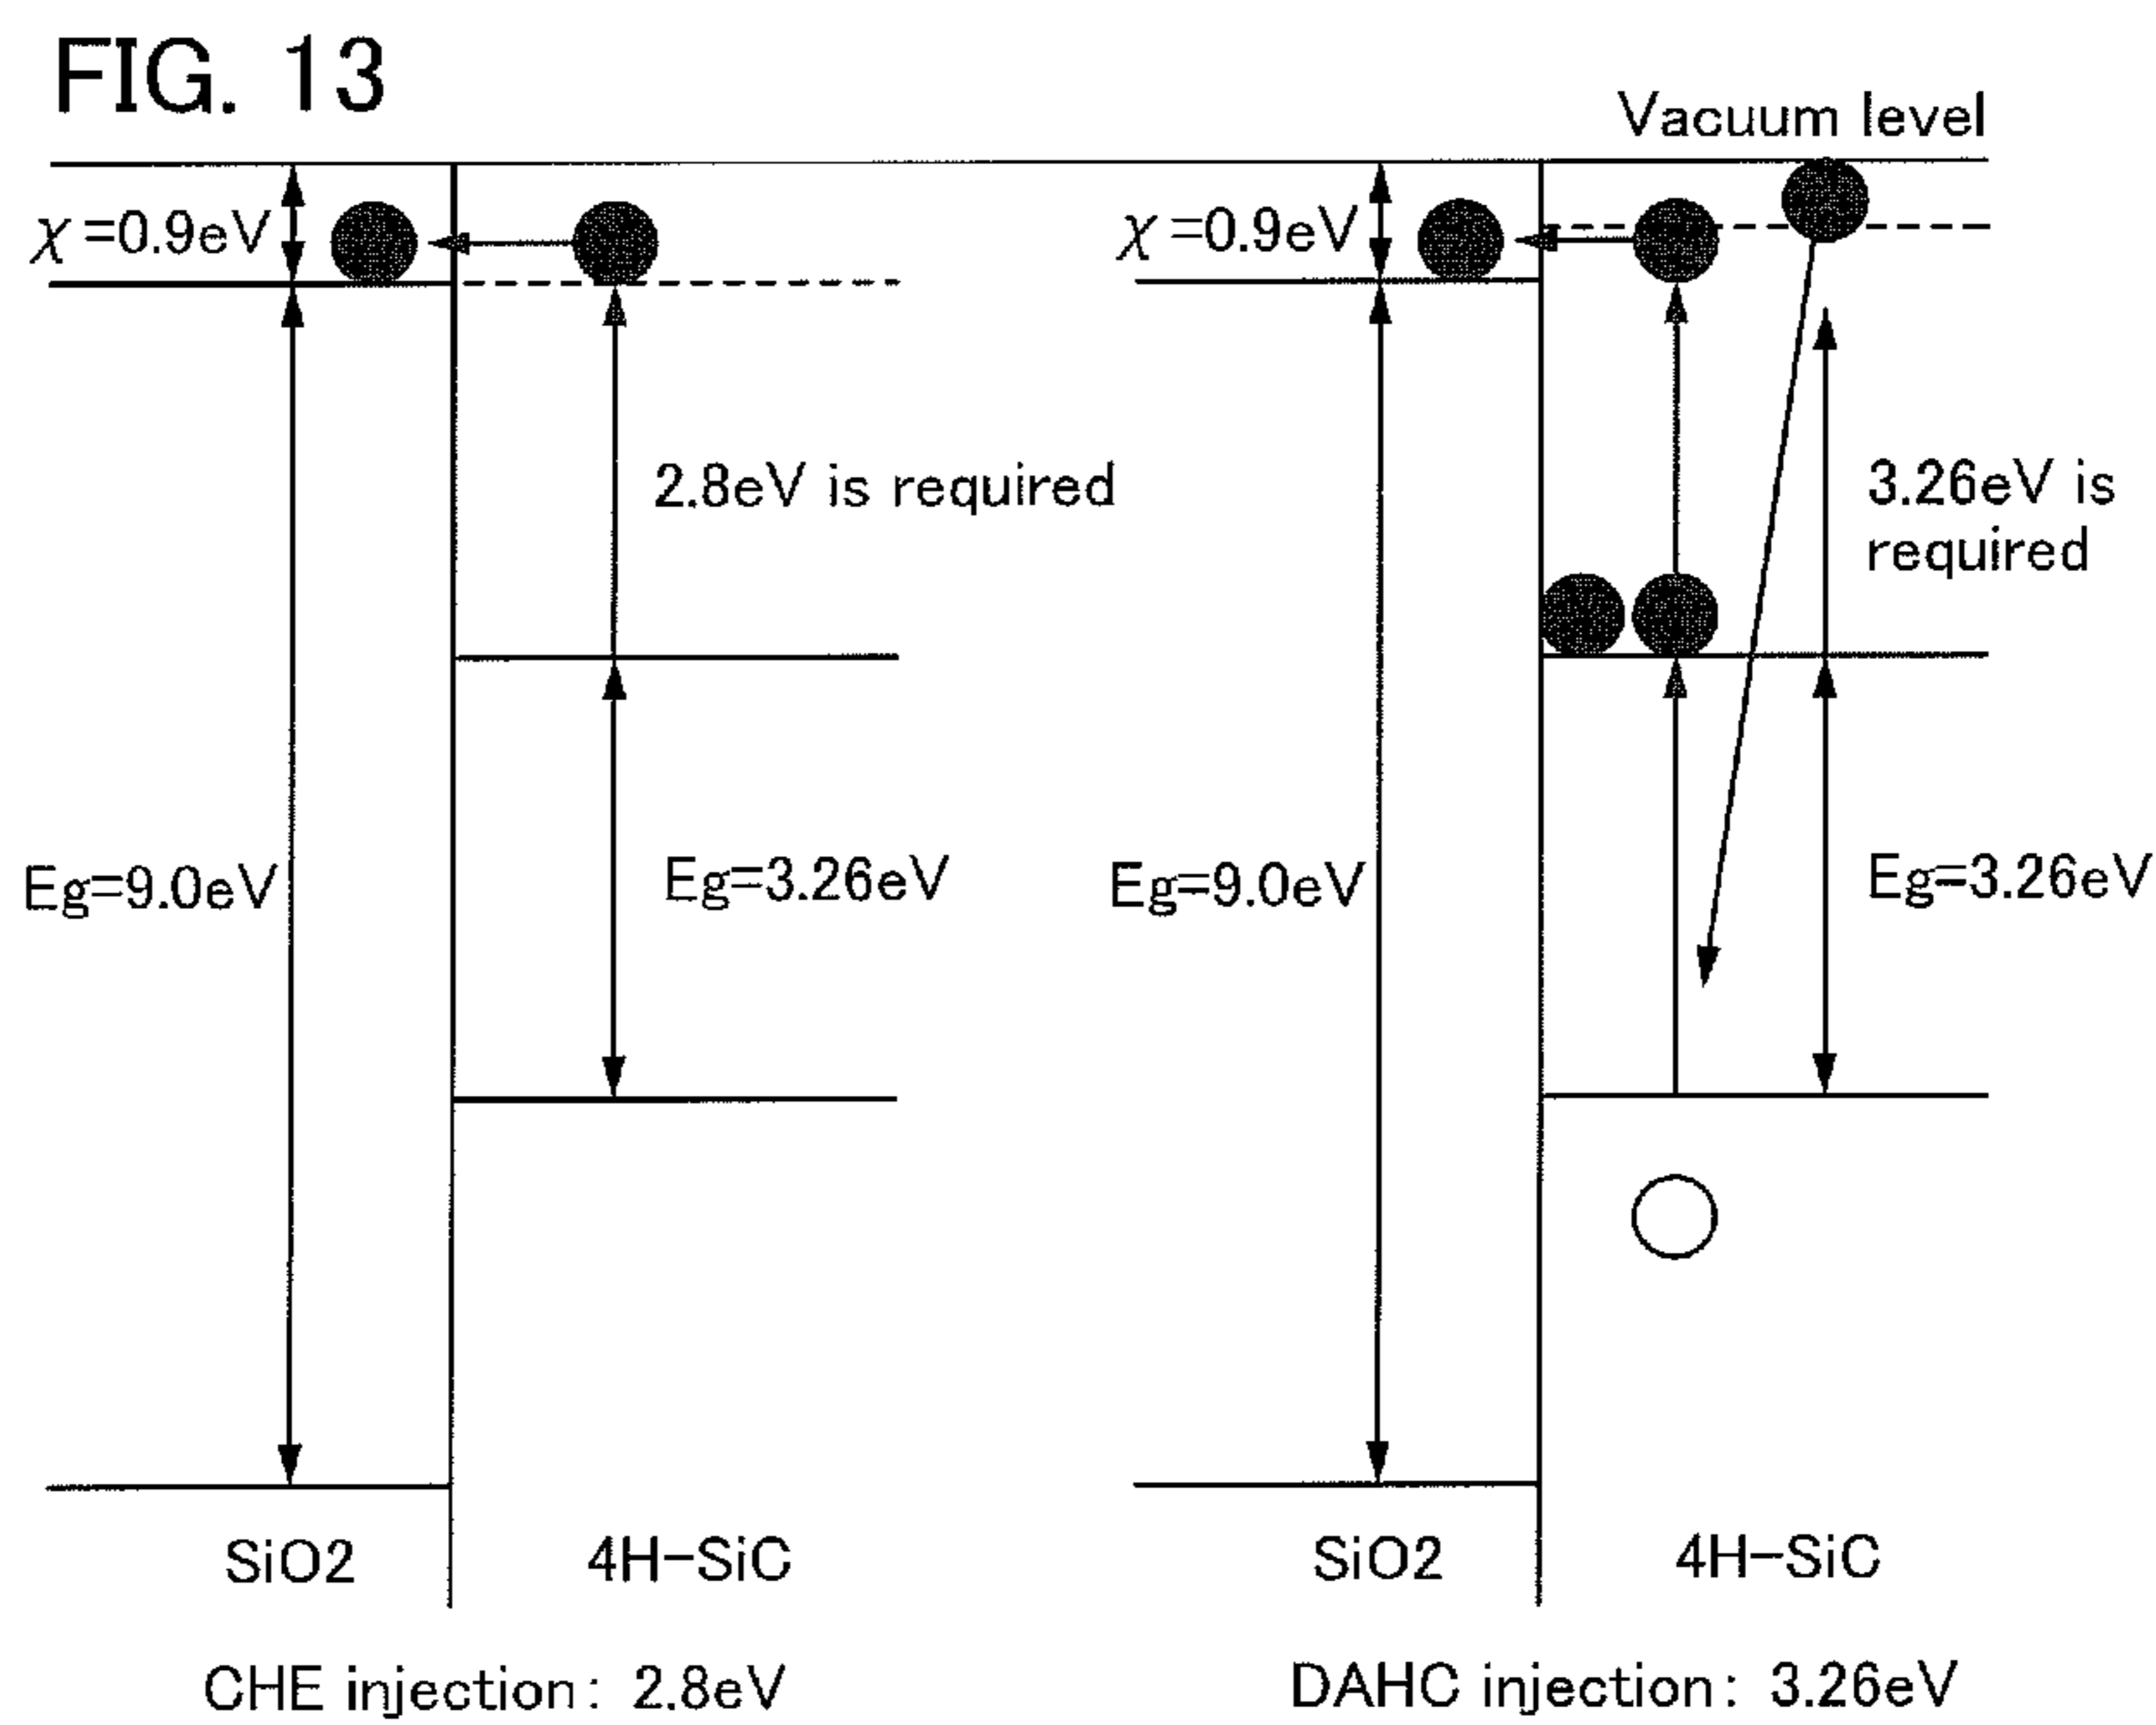 FIG. 13
Vacuum level
χ=0.9eV
2.8eV is required
Eg=9.0eV
Eg=3.26eV
SiO2
4H-SiC
CHE injection: 2.8eV
χ=0.9eV
3.26eV is
required
Eg=9.0eV
Eg=3.26eV
SiO2
4H-SiC
DAHC injection: 3.26eV